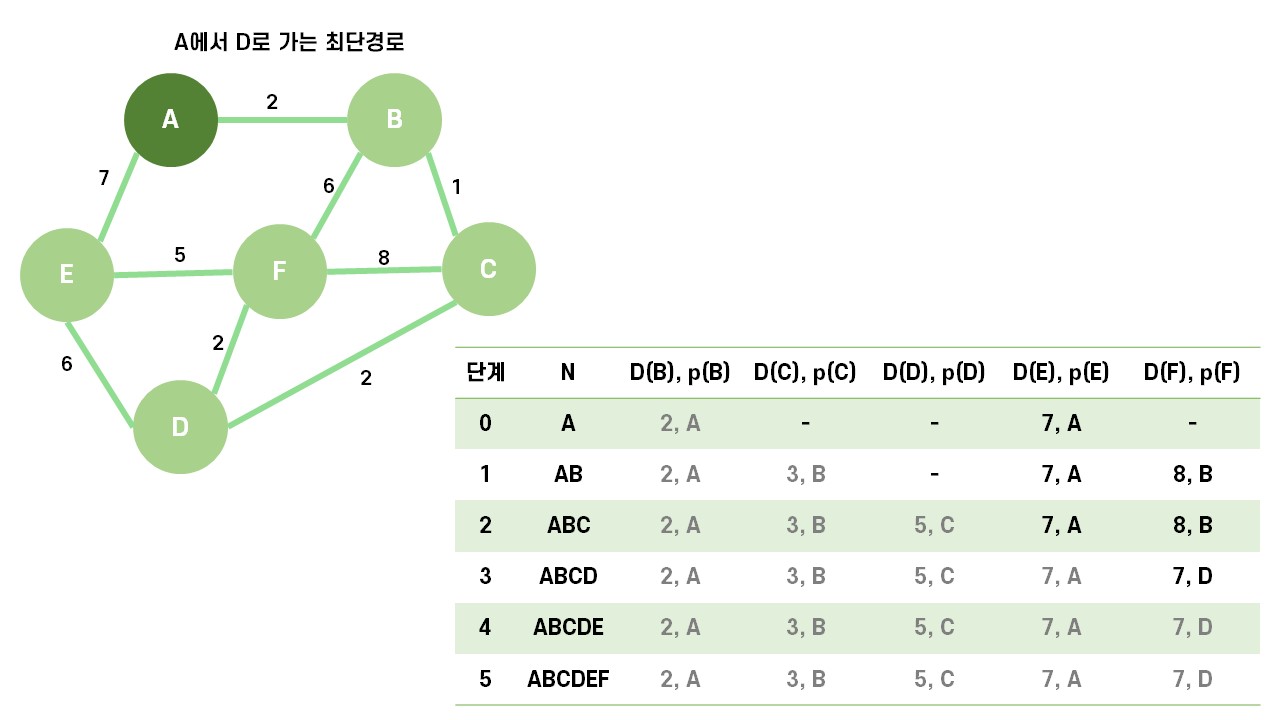 A에서 D로 가는 최단경로
2
A
B
7
6
1
5
8
E
F
C
2
6
2
D
단계 N D(B), p(B) D(C), p(C) D(D), p(D) D(E), p(E) D(F), p(F)
0 A 2, A - - 7, A -
1 AB 2, A 3, B - 7, A 8, B
2 ABC 2, A 3, B 5, C 7, A 8, B
3 ABCD 2, A 3, B 5, C 7, A 7, D
4 ABCDE 2, A 3, B 5, C 7, A 7, D
5 ABCDEF 2, A 3, B 5, C 7, A 7, D